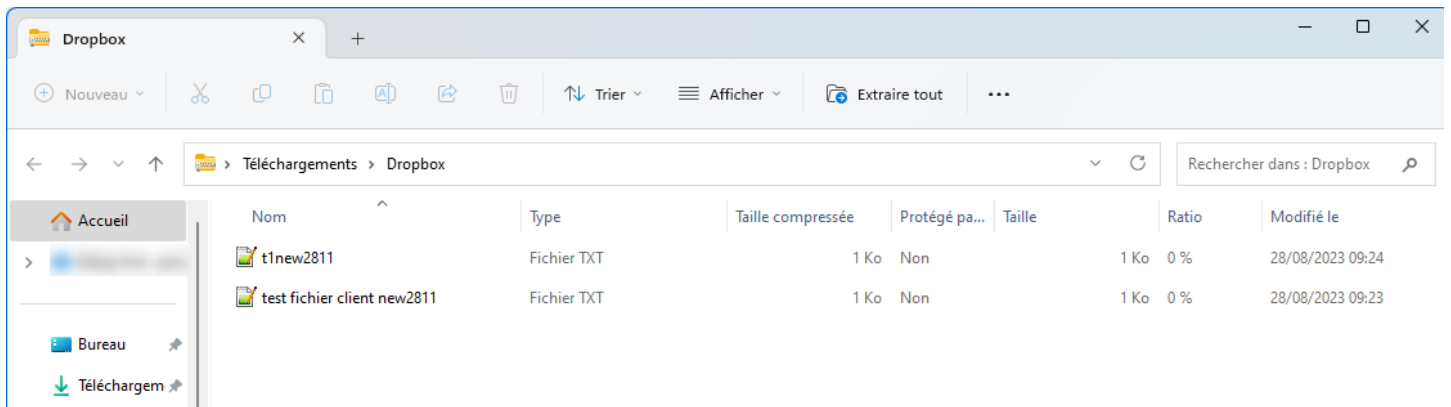 Dropbox
Nouveau Trier Afficher Extraire tout
Téléchargements > Dropbox Rechercher dans : Dropbox
Accueil
Nom Type Taille compressée Protégé pa... Taille Ratio Modifié le
t1new2811 Fichier TXT 1 Ko Non 1 Ko 0 % 28/08/2023 09:24
test fichier client new2811 Fichier TXT 1 Ko Non 1 Ko 0 % 28/08/2023 09:23
Bureau
Téléchargem